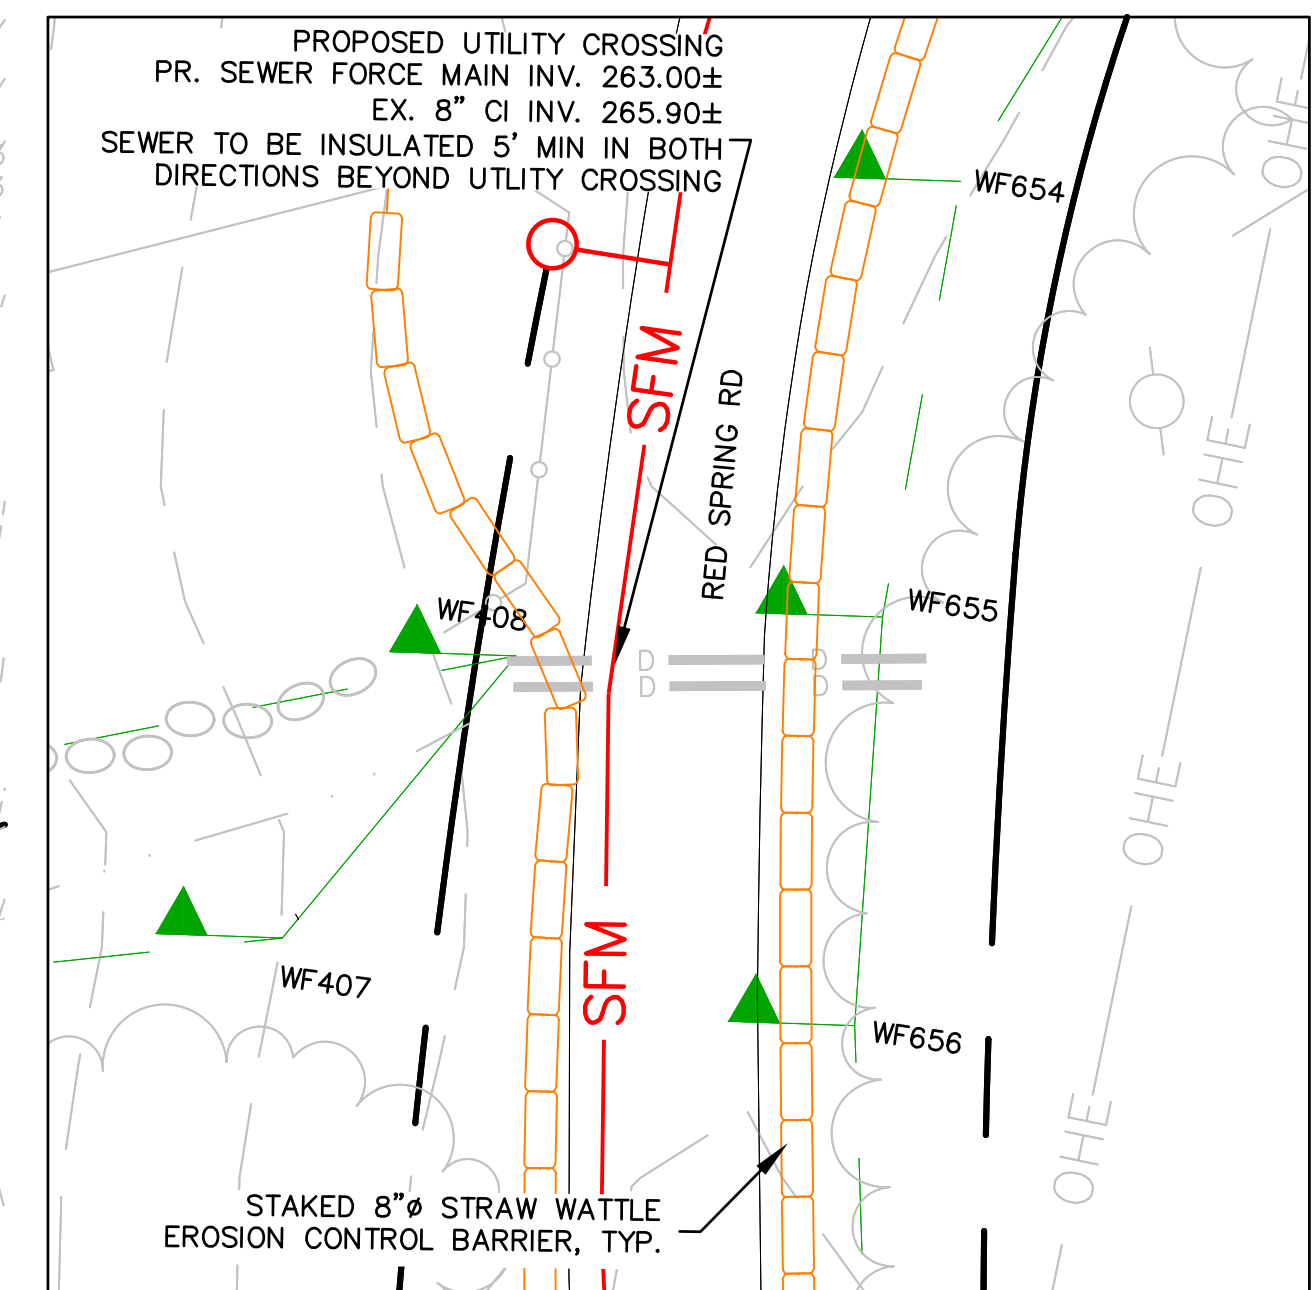 PROPOSED UTILITY CROSSING
PR. SEWER FORCE MAIN INV. 263.00±
EX. 8" CI INV. 265.90±
SEWER TO BE INSULATED 5' MIN IN BOTH
DIRECTIONS BEYOND UTLITY CROSSING
WF654
OHE
SFM
RED SPRING RD
OHE
WF408
WF655
D
D
D
D
OHE
WF407
SFM
WF656
OHE
STAKED 8"ø STRAW WATTLE
EROSION CONTROL BARRIER, TYP.